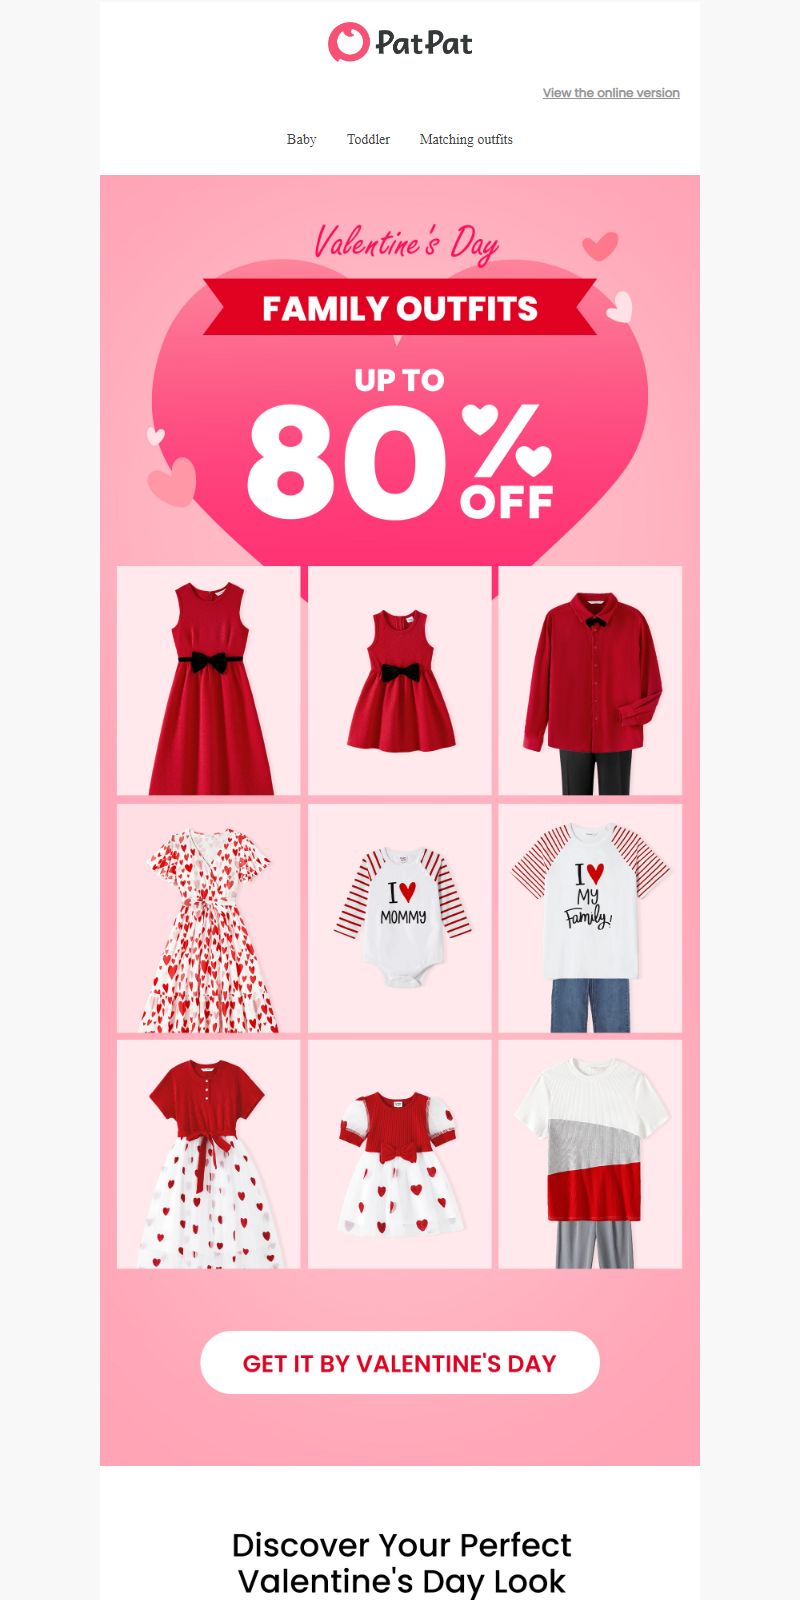 PatPat
View the online version
Baby Toddler Matching outfits
Valentine's Day
FAMILY OUTFITS
UP TO
80%
OFF
I
MOMMY
I
MY
Family!
GET IT BY VALENTINE'S DAY
Discover Your Perfect
Valentine's Day Look